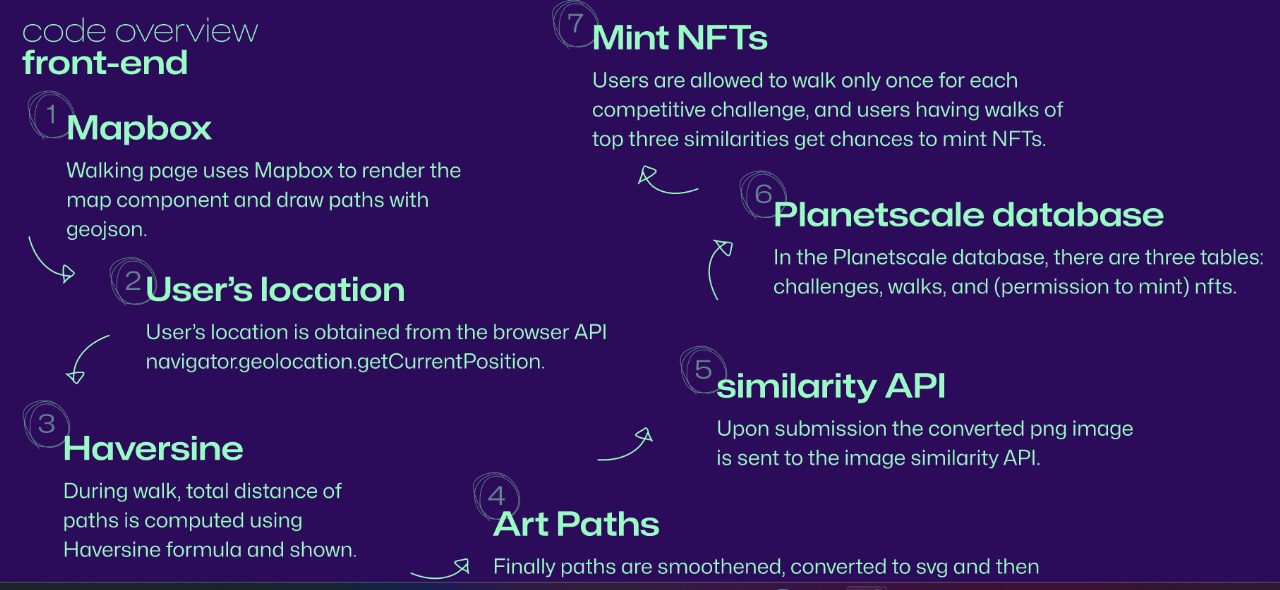 code overview
front-end
1
Mapbox
Walking page uses Mapbox to render the
map component and draw paths with
geojson.
2
User’s location
User’s location is obtained from the browser API
navigator.geolocation.getCurrentPosition.
3
Haversine
During walk, total distance of
paths is computed using
Haversine formula and shown.
4
Art Paths
Finally paths are smoothened, converted to svg and then
5
similarity API
Upon submission the converted png image
is sent to the image similarity API.
6
Planetscale database
In the Planetscale database, there are three tables:
challenges, walks, and (permission to mint) nfts.
7
Mint NFTs
Users are allowed to walk only once for each
competitive challenge, and users having walks of
top three similarities get chances to mint NFTs.